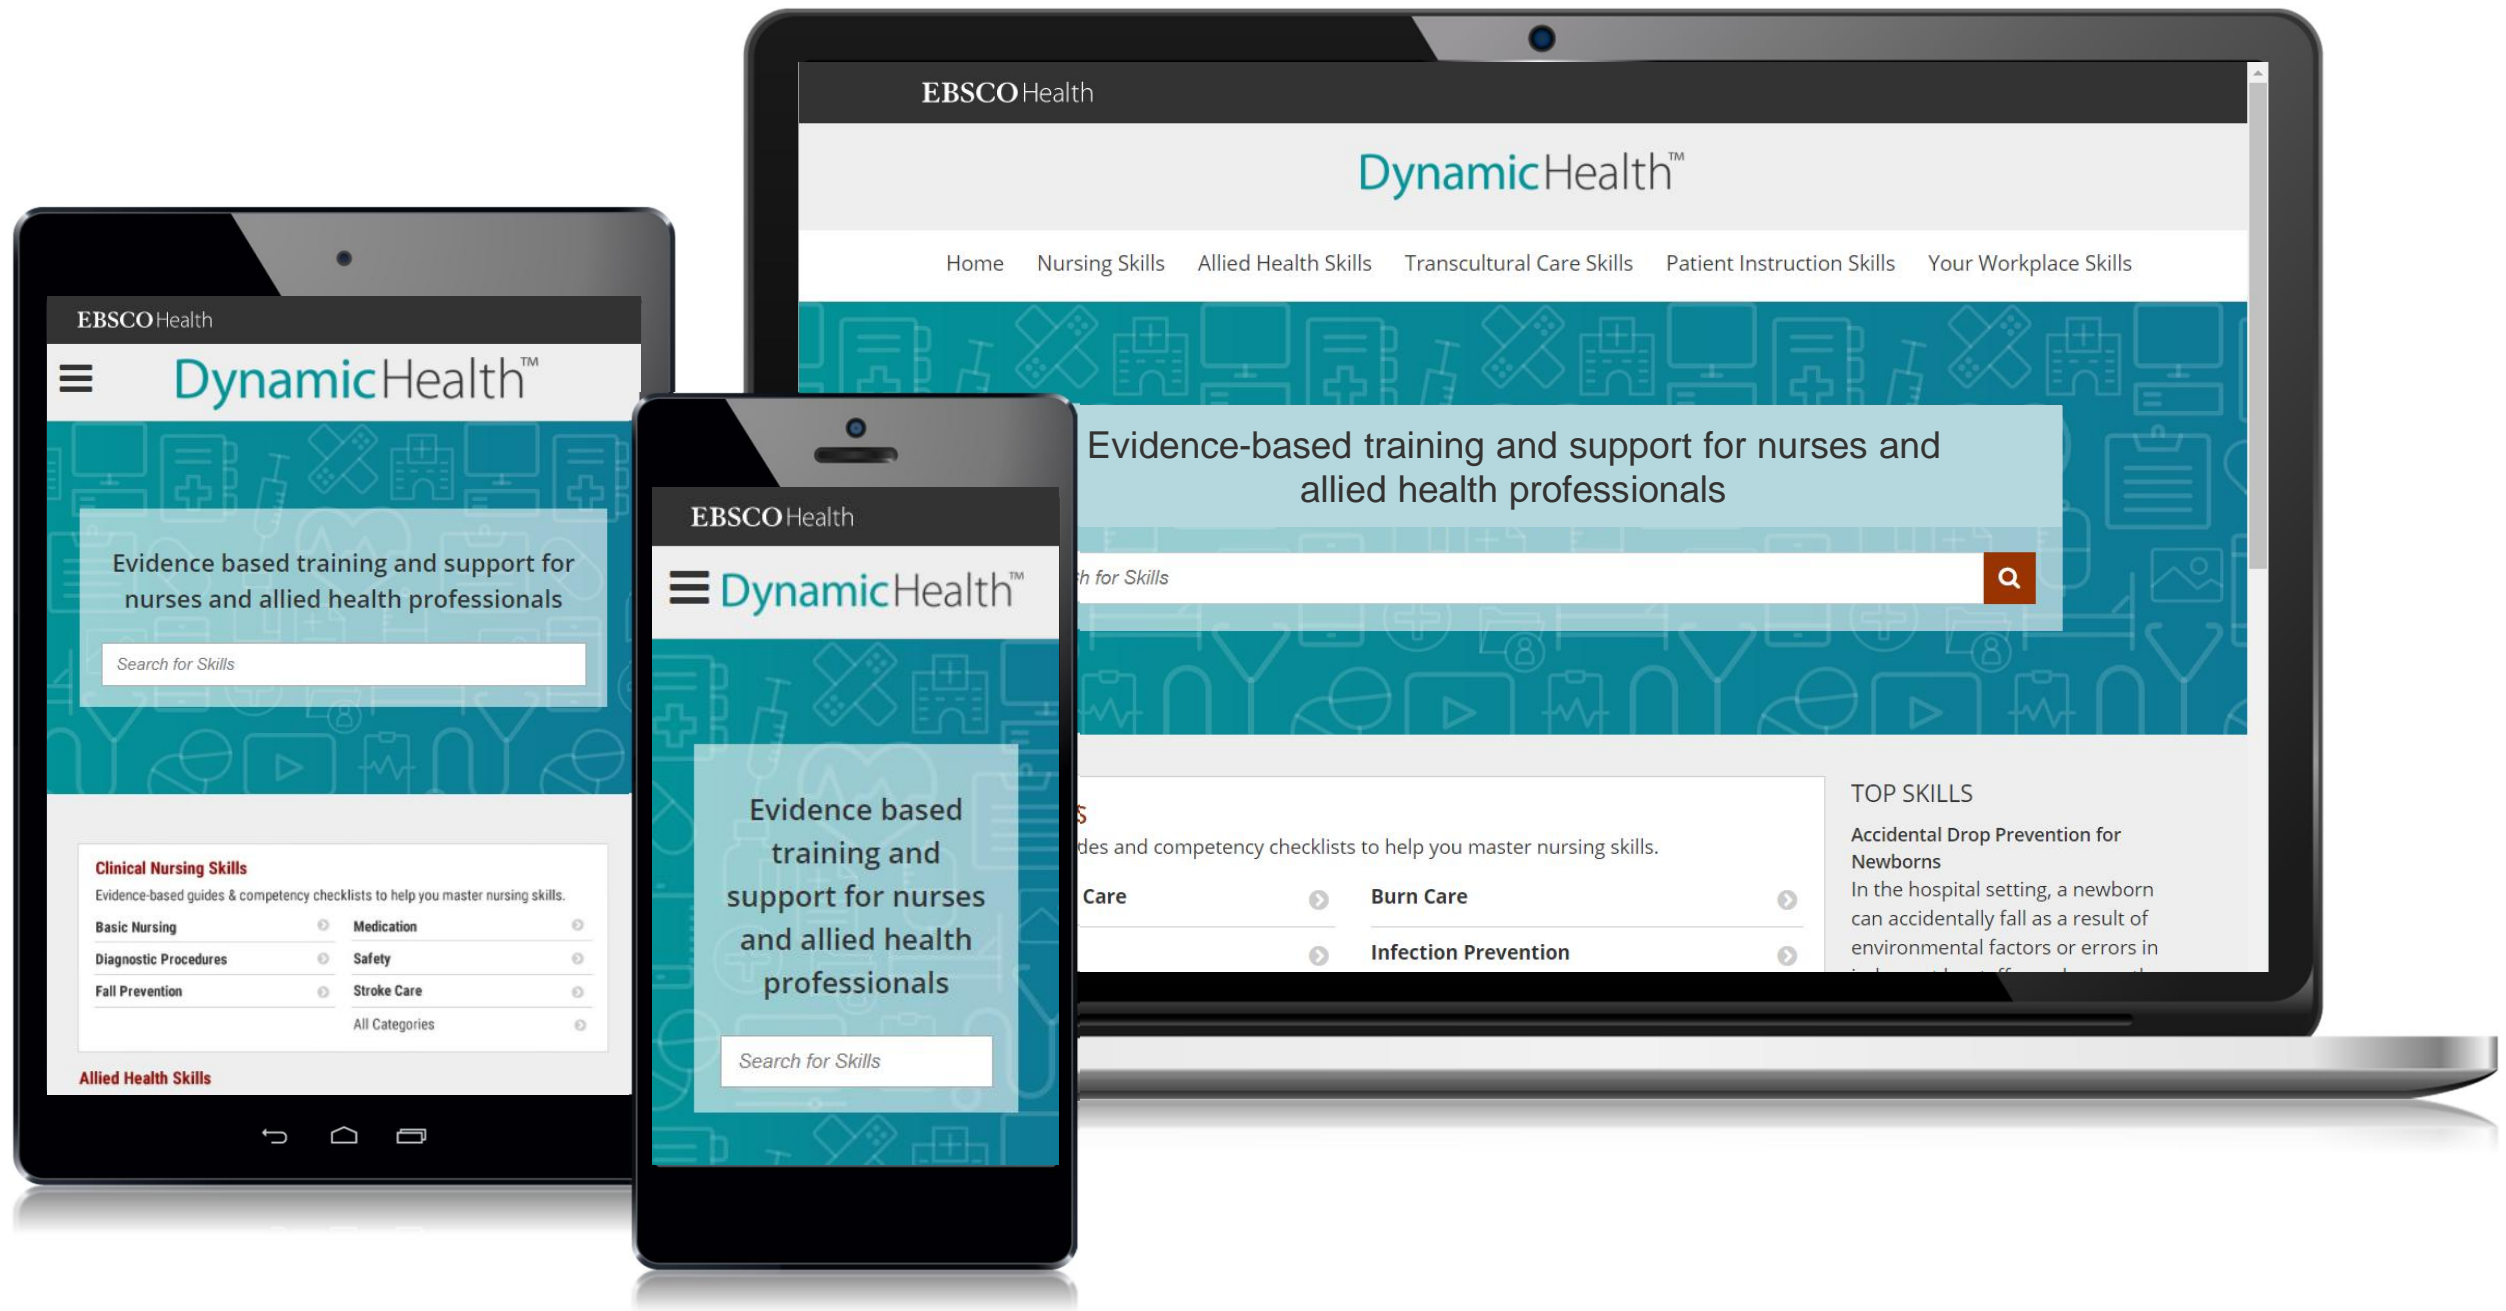 EBSCO Health
DynamicHealth™
Home Nursing Skills Allied Health Skills Transcultural Care Skills Patient Instruction Skills Your Workplace Skills
Evidence-based training and support for nurses and
allied health professionals
for Skills
and competency checklists to help you master nursing skills.
Care
Burn Care
Infection Prevention
TOP SKILLS
Accidental Drop Prevention for
Newborns
In the hospital setting, a newborn
can accidentally fall as a result of
environmental factors or errors in
EBSCO Health
DynamicHealth™
Evidence based training and support for
nurses and allied health professionals
Search for Skills
Clinical Nursing Skills
Evidence-based guides & competency checklists to help you master nursing skills.
Basic Nursing
Medication
Diagnostic Procedures
Safety
Fall Prevention
Stroke Care
All Categories
Allied Health Skills
EBSCO Health
DynamicHealth™
Evidence based
training and
support for nurses
and allied health
professionals
Search for Skills